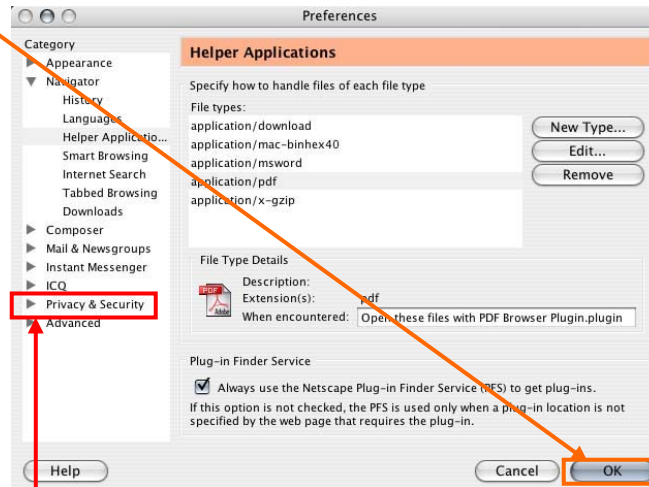 Preferences
Category
Appearance
Navigator
History
Languages
Helper Applicatio...
Smart Browsing
Internet Search
Tabbed Browsing
Downloads
Composer
Mail & Newsgroups
Instant Messenger
ICQ
Privacy & Security
Advanced
Helper Applications
Specify how to handle files of each file type
File types:
application/download
application/mac-binhex40
application/msword
application/pdf
application/x-gzip
New Type...
Edit...
Remove
File Type Details
PDF
Adobe
Description:
Extension(s): pdf
When encountered: Open these files with PDF Browser Plugin.plugin
Plug-in Finder Service
Always use the Netscape Plug-in Finder Service (PFS) to get plug-ins.
If this option is not checked, the PFS is used only when a plug-in location is not
specified by the web page that requires the plug-in.
Help
Cancel
OK